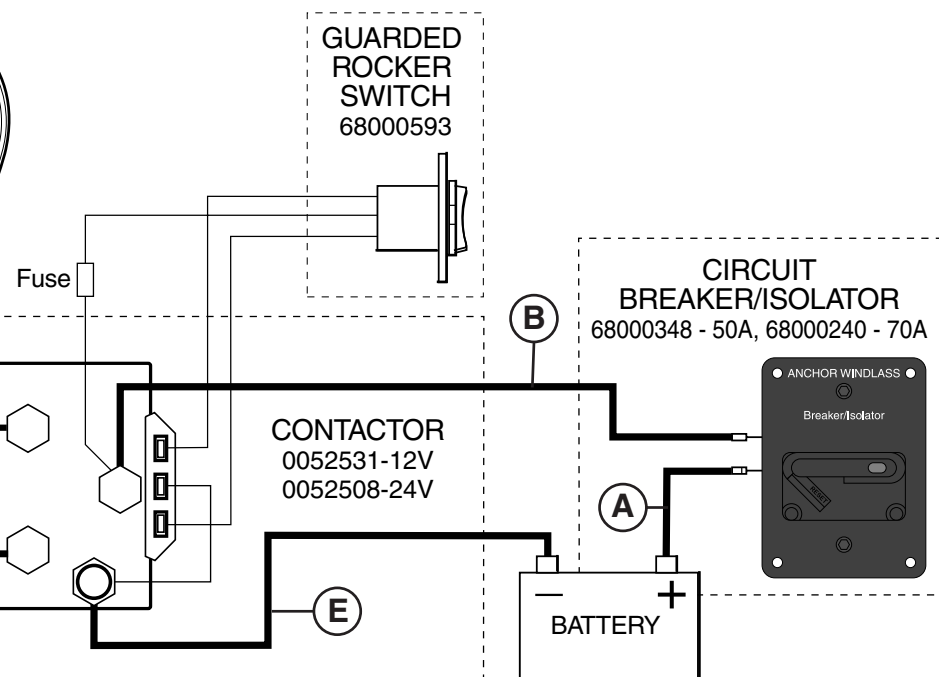 GUARDED
ROCKER
SWITCH
68000593
Fuse
B
CIRCUIT
BREAKER/ISOLATOR
68000348 - 50A, 68000240 - 70A
ANCHOR WINDLASS
Breaker/Isolator
RESET
CONTACTOR
0052531-12V
0052508-24V
A
E
− +
BATTERY